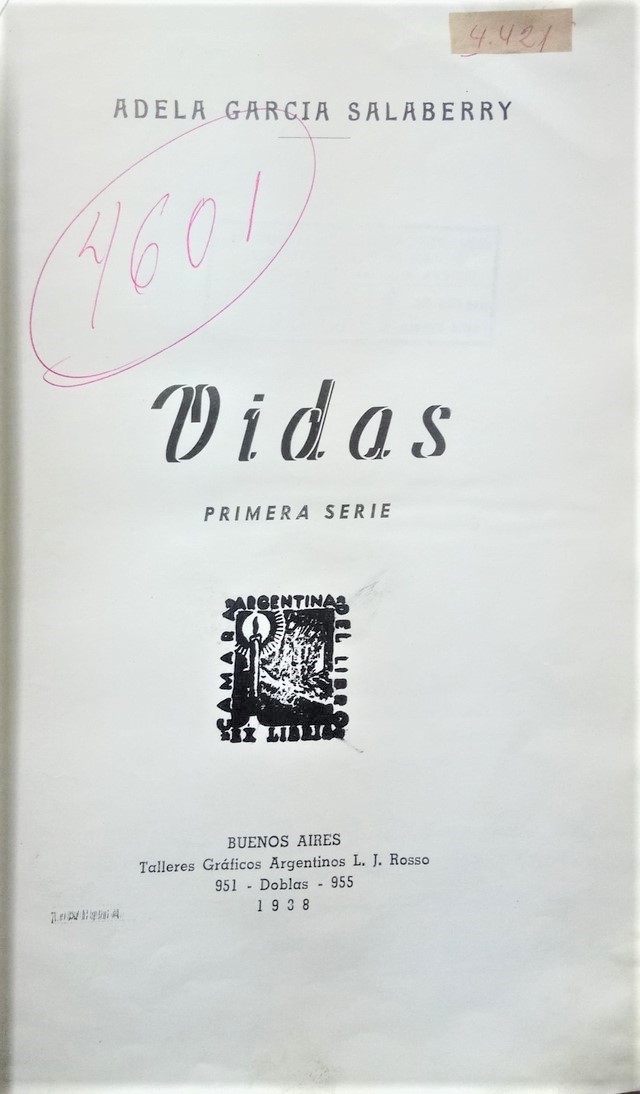 4.421
ADELA GARCIA SALABERRY
4601
Vidas
PRIMERA SERIE
CAMARA ARGENTINA DEL LIBRO
EX LIBRIS
BUENOS AIRES
Talleres Gráficos Argentinos L. J. Rosso
951 - Doblas - 955
1938